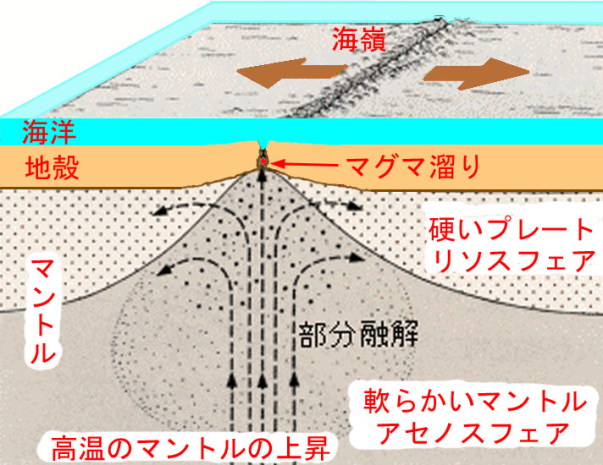 海嶺
海洋
地殻
マグマ溜り
硬いプレート
リソスフェア
マントル
部分融解
軟らかいマントル
アセノスフェア
高温のマントルの上昇